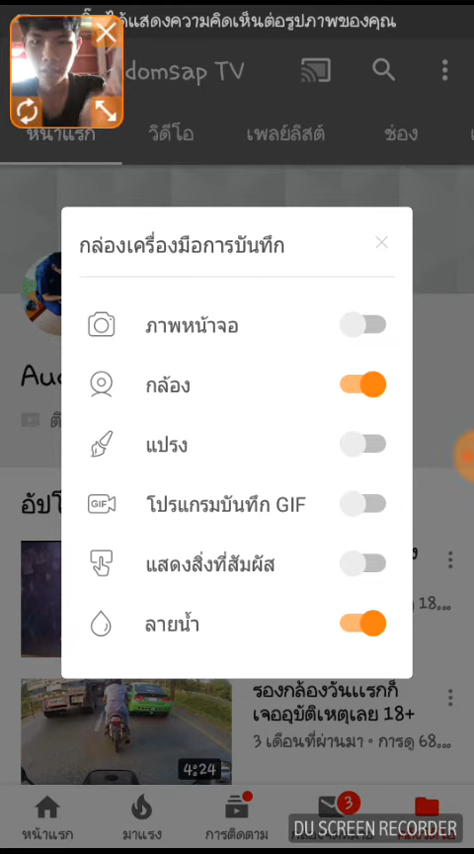 ได้แสดงความคิดเห็นต่อรูปภาพของคุณ
domsap TV
หน้าแรก วิดีโอ เพลย์ลิสต์ ช่อง
กล่องเครื่องมือการบันทึก
ภาพหน้าจอ
กล้อง
แปรง
GIF โปรแกรมบันทึก GIF
แสดงสิ่งที่สัมผัส
ลายน้ำ
18...
รองกล้องวันแรกก็
เจออุบัติเหตุเลย 18+
3 เดือนที่ผ่านมา • การดู 68...
4:24
3
หน้าแรก มาแรง การติดตาม
DU SCREEN RECORDER